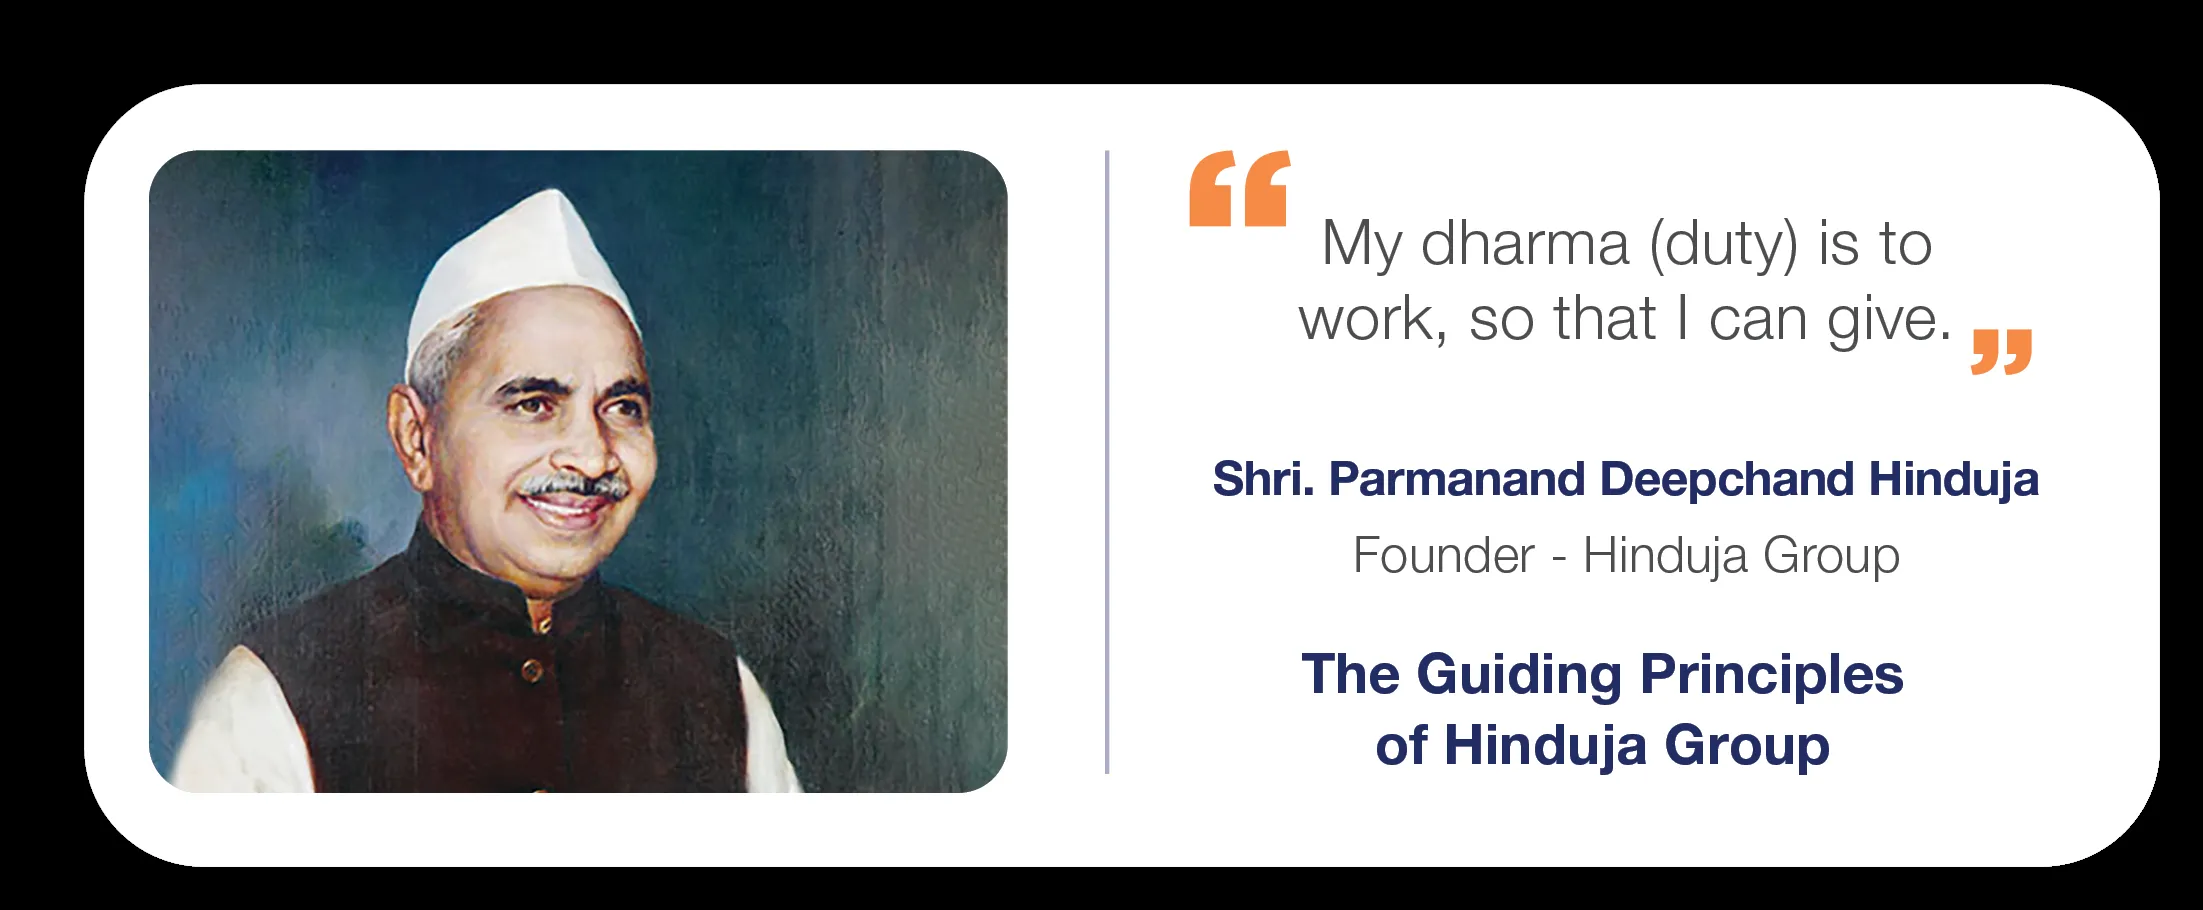 “ My dharma (duty) is to
work, so that I can give. ”
Shri. Parmanand Deepchand Hinduja
Founder - Hinduja Group
The Guiding Principles
of Hinduja Group